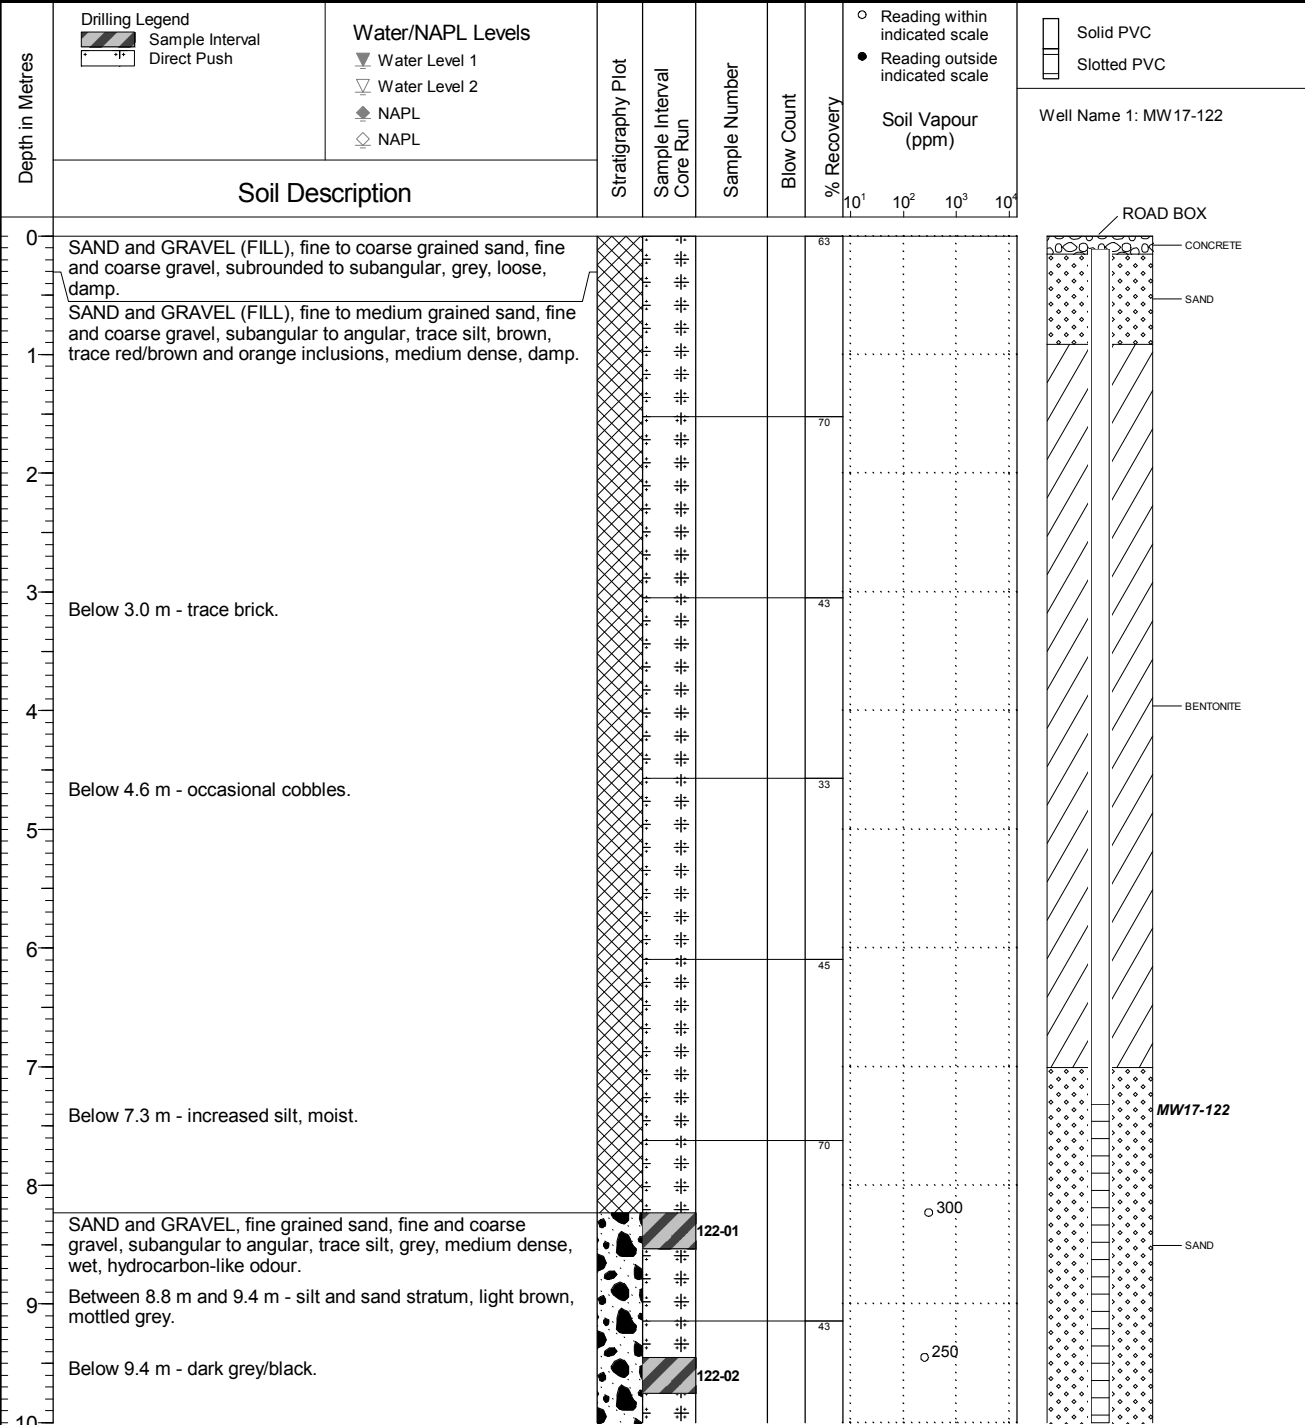 Drilling Legend
Sample Interval
Direct Push
Water/NAPL Levels
Water Level 1
Water Level 2
NAPL
NAPL
Reading within
indicated scale
Reading outside
indicated scale
Solid PVC
Slotted PVC
Depth in Metres
Soil Description
Stratigraphy Plot
Sample Interval
Core Run
Sample Number
Blow Count
% Recovery
Soil Vapour
(ppm)
10¹ 10² 10³ 10⁴
Well Name 1: MW17-122
ROAD BOX
0
SAND and GRAVEL (FILL), fine to coarse grained sand, fine
and coarse gravel, subrounded to subangular, grey, loose,
damp.
63
CONCRETE
SAND
SAND and GRAVEL (FILL), fine to medium grained sand, fine
and coarse gravel, subangular to angular, trace silt, brown,
trace red/brown and orange inclusions, medium dense, damp.
1
70
2
3
Below 3.0 m - trace brick.
43
4
BENTONITE
Below 4.6 m - occasional cobbles.
33
5
6
45
7
Below 7.3 m - increased silt, moist.
MW17-122
70
8
300
SAND and GRAVEL, fine grained sand, fine and coarse
gravel, subangular to angular, trace silt, grey, medium dense,
wet, hydrocarbon-like odour.
122-01
SAND
Between 8.8 m and 9.4 m - silt and sand stratum, light brown,
mottled grey.
9
43
250
Below 9.4 m - dark grey/black.
122-02
10